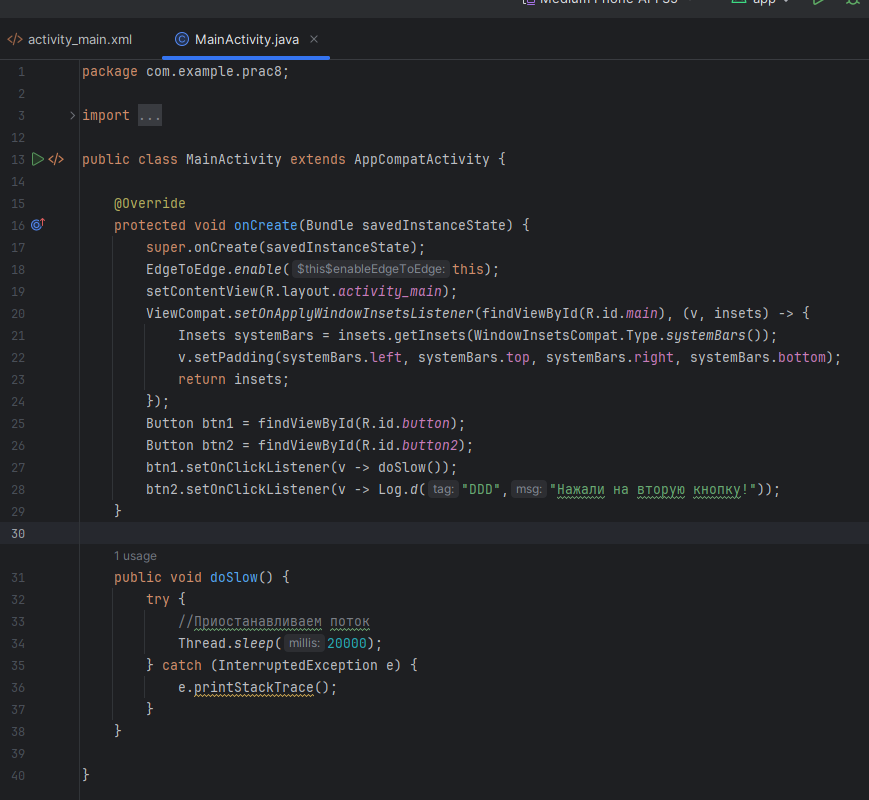 Medium Phone API 35 app
activity_main.xml MainActivity.java
1 package com.example.prac8;
2
3 import ...
12
13 public class MainActivity extends AppCompatActivity {
14
15 @Override
16 protected void onCreate(Bundle savedInstanceState) {
17 super.onCreate(savedInstanceState);
18 EdgeToEdge.enable( $this$enableEdgeToEdge: this);
19 setContentView(R.layout.activity_main);
20 ViewCompat.setOnApplyWindowInsetsListener(findViewById(R.id.main), (v, insets) -> {
21 Insets systemBars = insets.getInsets(WindowInsetsCompat.Type.systemBars());
22 v.setPadding(systemBars.left, systemBars.top, systemBars.right, systemBars.bottom);
23 return insets;
24 });
25 Button btn1 = findViewById(R.id.button);
26 Button btn2 = findViewById(R.id.button2);
27 btn1.setOnClickListener(v -> doSlow());
28 btn2.setOnClickListener(v -> Log.d( tag: "DDD", msg: "Нажали на вторую кнопку!"));
29 }
30
1 usage
31 public void doSlow() {
32 try {
33 //Приостанавливаем поток
34 Thread.sleep( millis: 20000);
35 } catch (InterruptedException e) {
36 e.printStackTrace();
37 }
38 }
39
40 }